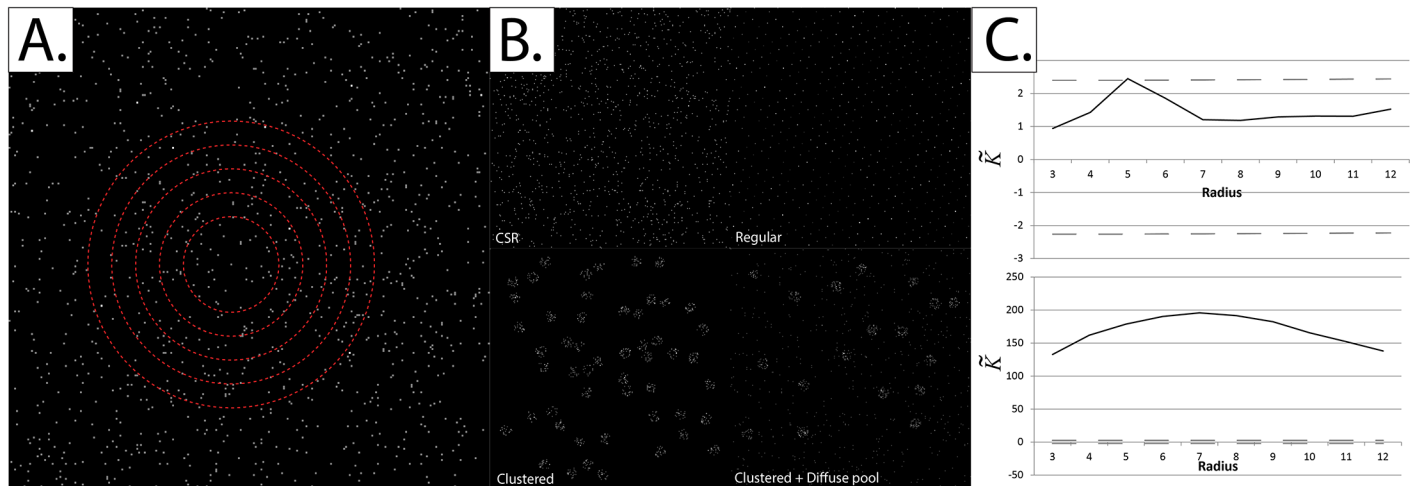 A.
B.
CSR
Regular
Clustered
Clustered + Diffuse pool
C.
K̃
2
1
0
-1
-2
-3
3 4 5 6 7 8 9 10 11 12
Radius
K̃
250
200
150
100
50
0
-50
3 4 5 6 7 8 9 10 11 12
Radius